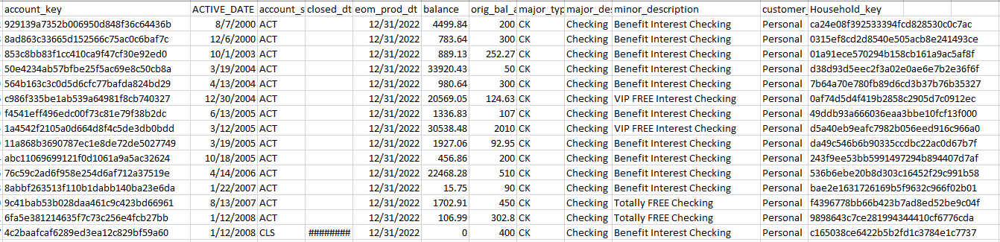 account_key ACTIVE_DATE account_s closed_dt eom_prod_dt balance orig_bal_a major_typ major_des minor_description customer_ Household_key
929139a7352b006950d848f36c64436b 8/7/2000 ACT 12/31/2022 4499.84 200 CK Checking Benefit Interest Checking Personal ca24e08f392533394fcd828530c0c7ac
8ad863c33665d152566c75ac0c6baf7c 12/6/2000 ACT 12/31/2022 783.64 300 CK Checking Benefit Interest Checking Personal 0315ef8cd2d8540e505acb8e241493ce
853c8bb83f1cc410ca9f47cf30e92ed0 10/1/2003 ACT 12/31/2022 889.13 252.27 CK Checking Benefit Interest Checking Personal 01a91ece570294b158cb161a9ac5af8f
50e4234ab57bfbe25f5ac69e8c50cb8a 3/19/2004 ACT 12/31/2022 33920.43 50 CK Checking Benefit Interest Checking Personal d38d93d5eec2f3a02e0ae6e7b2e36f6f
564b163c3c0d5d6cfc77bafda824bd29 4/13/2004 ACT 12/31/2022 980.64 300 CK Checking Benefit Interest Checking Personal 7b64a70e780fb89d6cd3b37b76b35327
c986f335be1ab539a64981f8cb740327 12/30/2004 ACT 12/31/2022 20569.05 124.63 CK Checking VIP FREE Interest Checking Personal 0af74d5d4f419b2858c2905d7c0912ec
f4541eff496edc00f73c81e79f38b2dc 6/13/2005 ACT 12/31/2022 1336.83 107 CK Checking Benefit Interest Checking Personal 49ddb93a666036eaa3bbe10fcf13f000
1a4542f2105a0d664d8f4c5de3db0bdd 3/12/2005 ACT 12/31/2022 30538.48 2010 CK Checking VIP FREE Interest Checking Personal d5a40eb9eafc7982b056eed916c966a0
11a868b3690787ec1e8de72de5027749 3/19/2005 ACT 12/31/2022 1927.06 92.95 CK Checking Benefit Interest Checking Personal da49c546b6b90335ccdbc22ac0d67b7f
abc11069699121f0d1061a9a5ac32624 10/18/2005 ACT 12/31/2022 456.86 200 CK Checking Benefit Interest Checking Personal 243f9ee53bb5991497294b894407d7af
76c59c2ad6f958e254d6af712a37519e 4/14/2006 ACT 12/31/2022 22468.28 510 CK Checking Benefit Interest Checking Personal 536b6ebe20b8d303c16452f29c991b58
8abbf263513f110b1dabb140ba23e6da 1/22/2007 ACT 12/31/2022 15.75 90 CK Checking Benefit Interest Checking Personal bae2e1631726169b5f9632c966f02b01
9c41bab53b028daa461c9c423bd66961 8/13/2007 ACT 12/31/2022 1702.91 450 CK Checking Totally FREE Checking Personal f4396778bb66b423b7ad8ed52be9c04f
6fa5e381214635f7c73c256e4fcb27bb 1/12/2008 ACT 12/31/2022 106.99 302.8 CK Checking Totally FREE Checking Personal 9898643c7ce281994344410cf6776cda
4c2baafcaf6289ed3ea12c829bf59a60 1/12/2008 CLS ######## 12/31/2022 0 400 CK Checking Benefit Interest Checking Personal c165038ce6422b5b2fd1c3784e1c7737